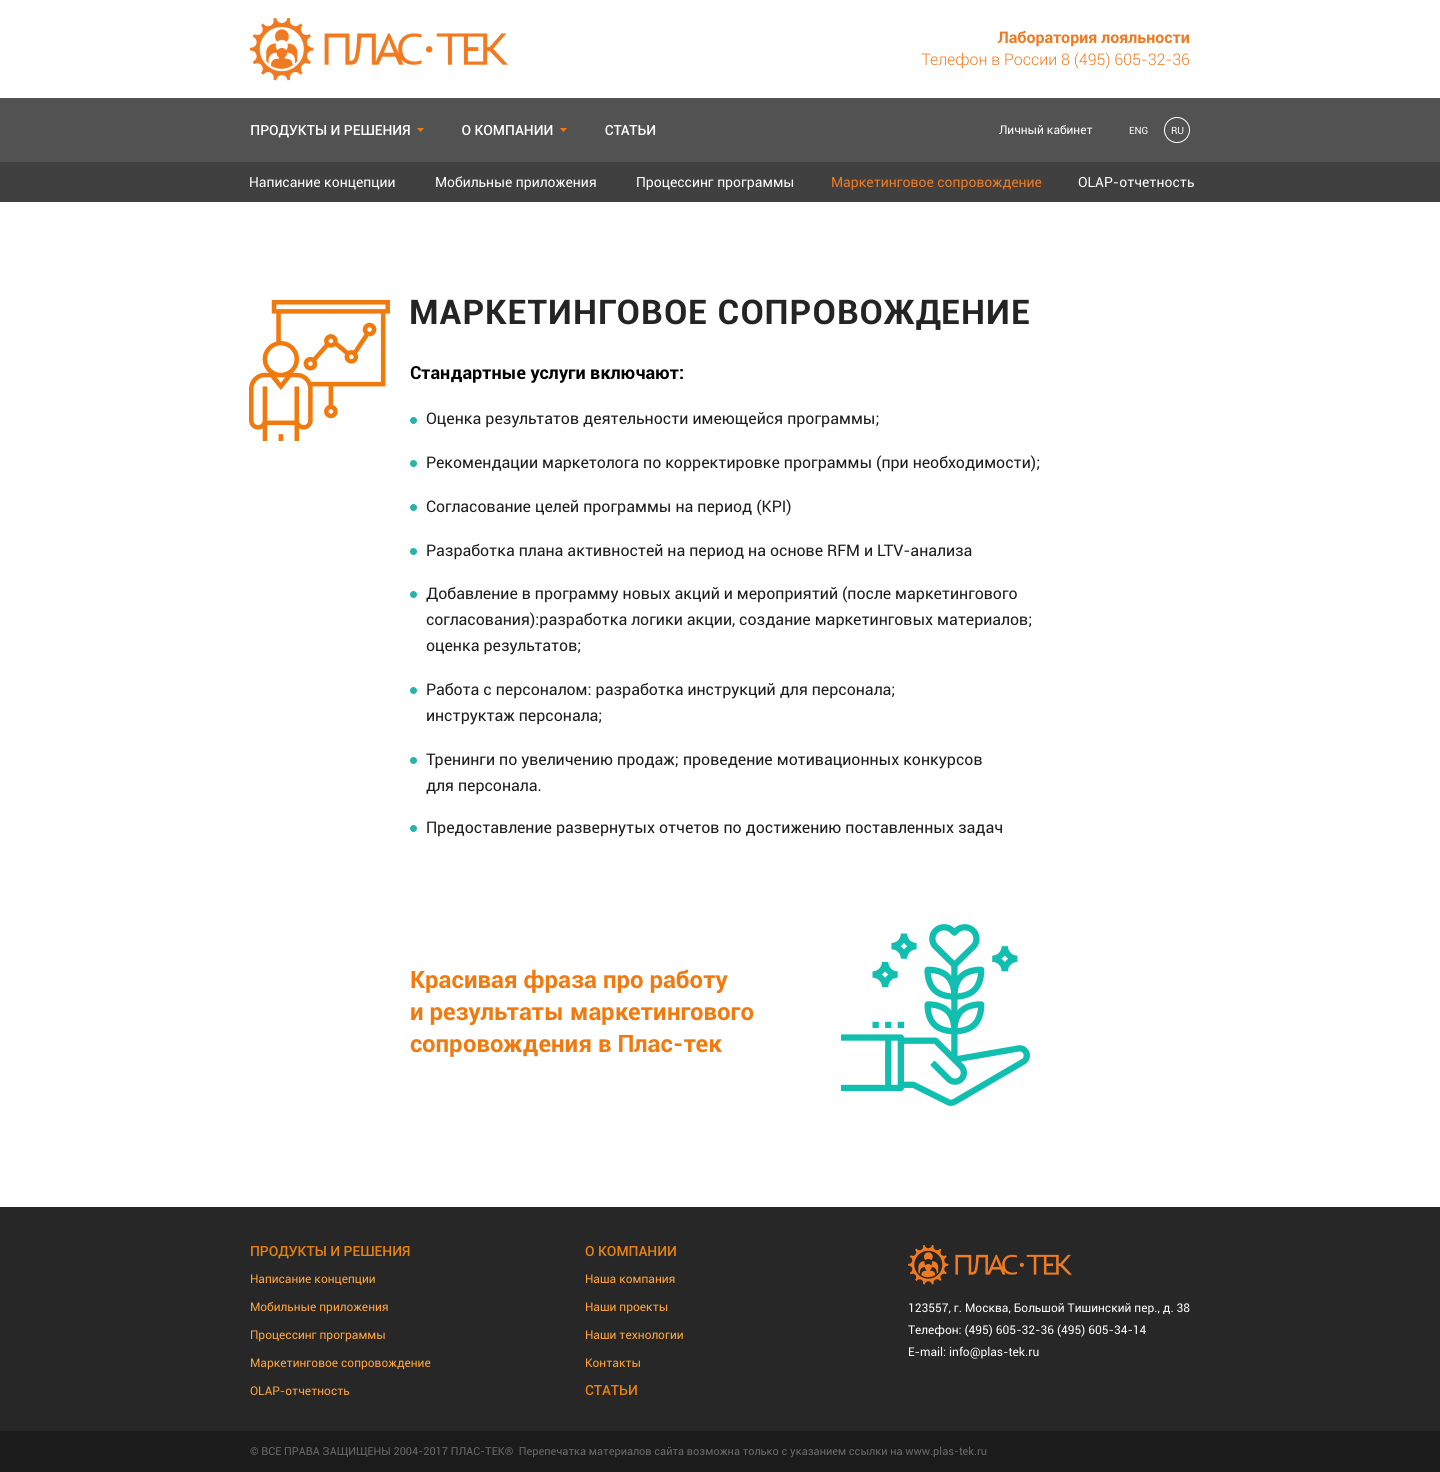 ПЛАС·ТЕК
Лаборатория лояльности
Телефон в России 8 (495) 605-32-36
ПРОДУКТЫ И РЕШЕНИЯ
О КОМПАНИИ
СТАТЬИ
Личный кабинет
ENG
RU
Написание концепции
Мобильные приложения
Процессинг программы
Маркетинговое сопровождение
OLAP-отчетность
МАРКЕТИНГОВОЕ СОПРОВОЖДЕНИЕ
Стандартные услуги включают:
Оценка результатов деятельности имеющейся программы;
Рекомендации маркетолога по корректировке программы (при необходимости);
Согласование целей программы на период (KPI)
Разработка плана активностей на период на основе RFM и LTV-анализа
Добавление в программу новых акций и мероприятий (после маркетингового
согласования):разработка логики акции, создание маркетинговых материалов;
оценка результатов;
Работа с персоналом: разработка инструкций для персонала;
инструктаж персонала;
Тренинги по увеличению продаж; проведение мотивационных конкурсов
для персонала.
Предоставление развернутых отчетов по достижению поставленных задач
Красивая фраза про работу
и результаты маркетингового
сопровождения в Плас-тек
ПРОДУКТЫ И РЕШЕНИЯ
Написание концепции
Мобильные приложения
Процессинг программы
Маркетинговое сопровождение
OLAP-отчетность
О КОМПАНИИ
Наша компания
Наши проекты
Наши технологии
Контакты
СТАТЬИ
ПЛАС·ТЕК
123557, г. Москва, Большой Тишинский пер., д. 38
Телефон: (495) 605-32-36 (495) 605-34-14
E-mail: info@plas-tek.ru
© ВСЕ ПРАВА ЗАЩИЩЕНЫ 2004-2017 ПЛАС-ТЕК® Перепечатка материалов сайта возможна только с указанием ссылки на www.plas-tek.ru